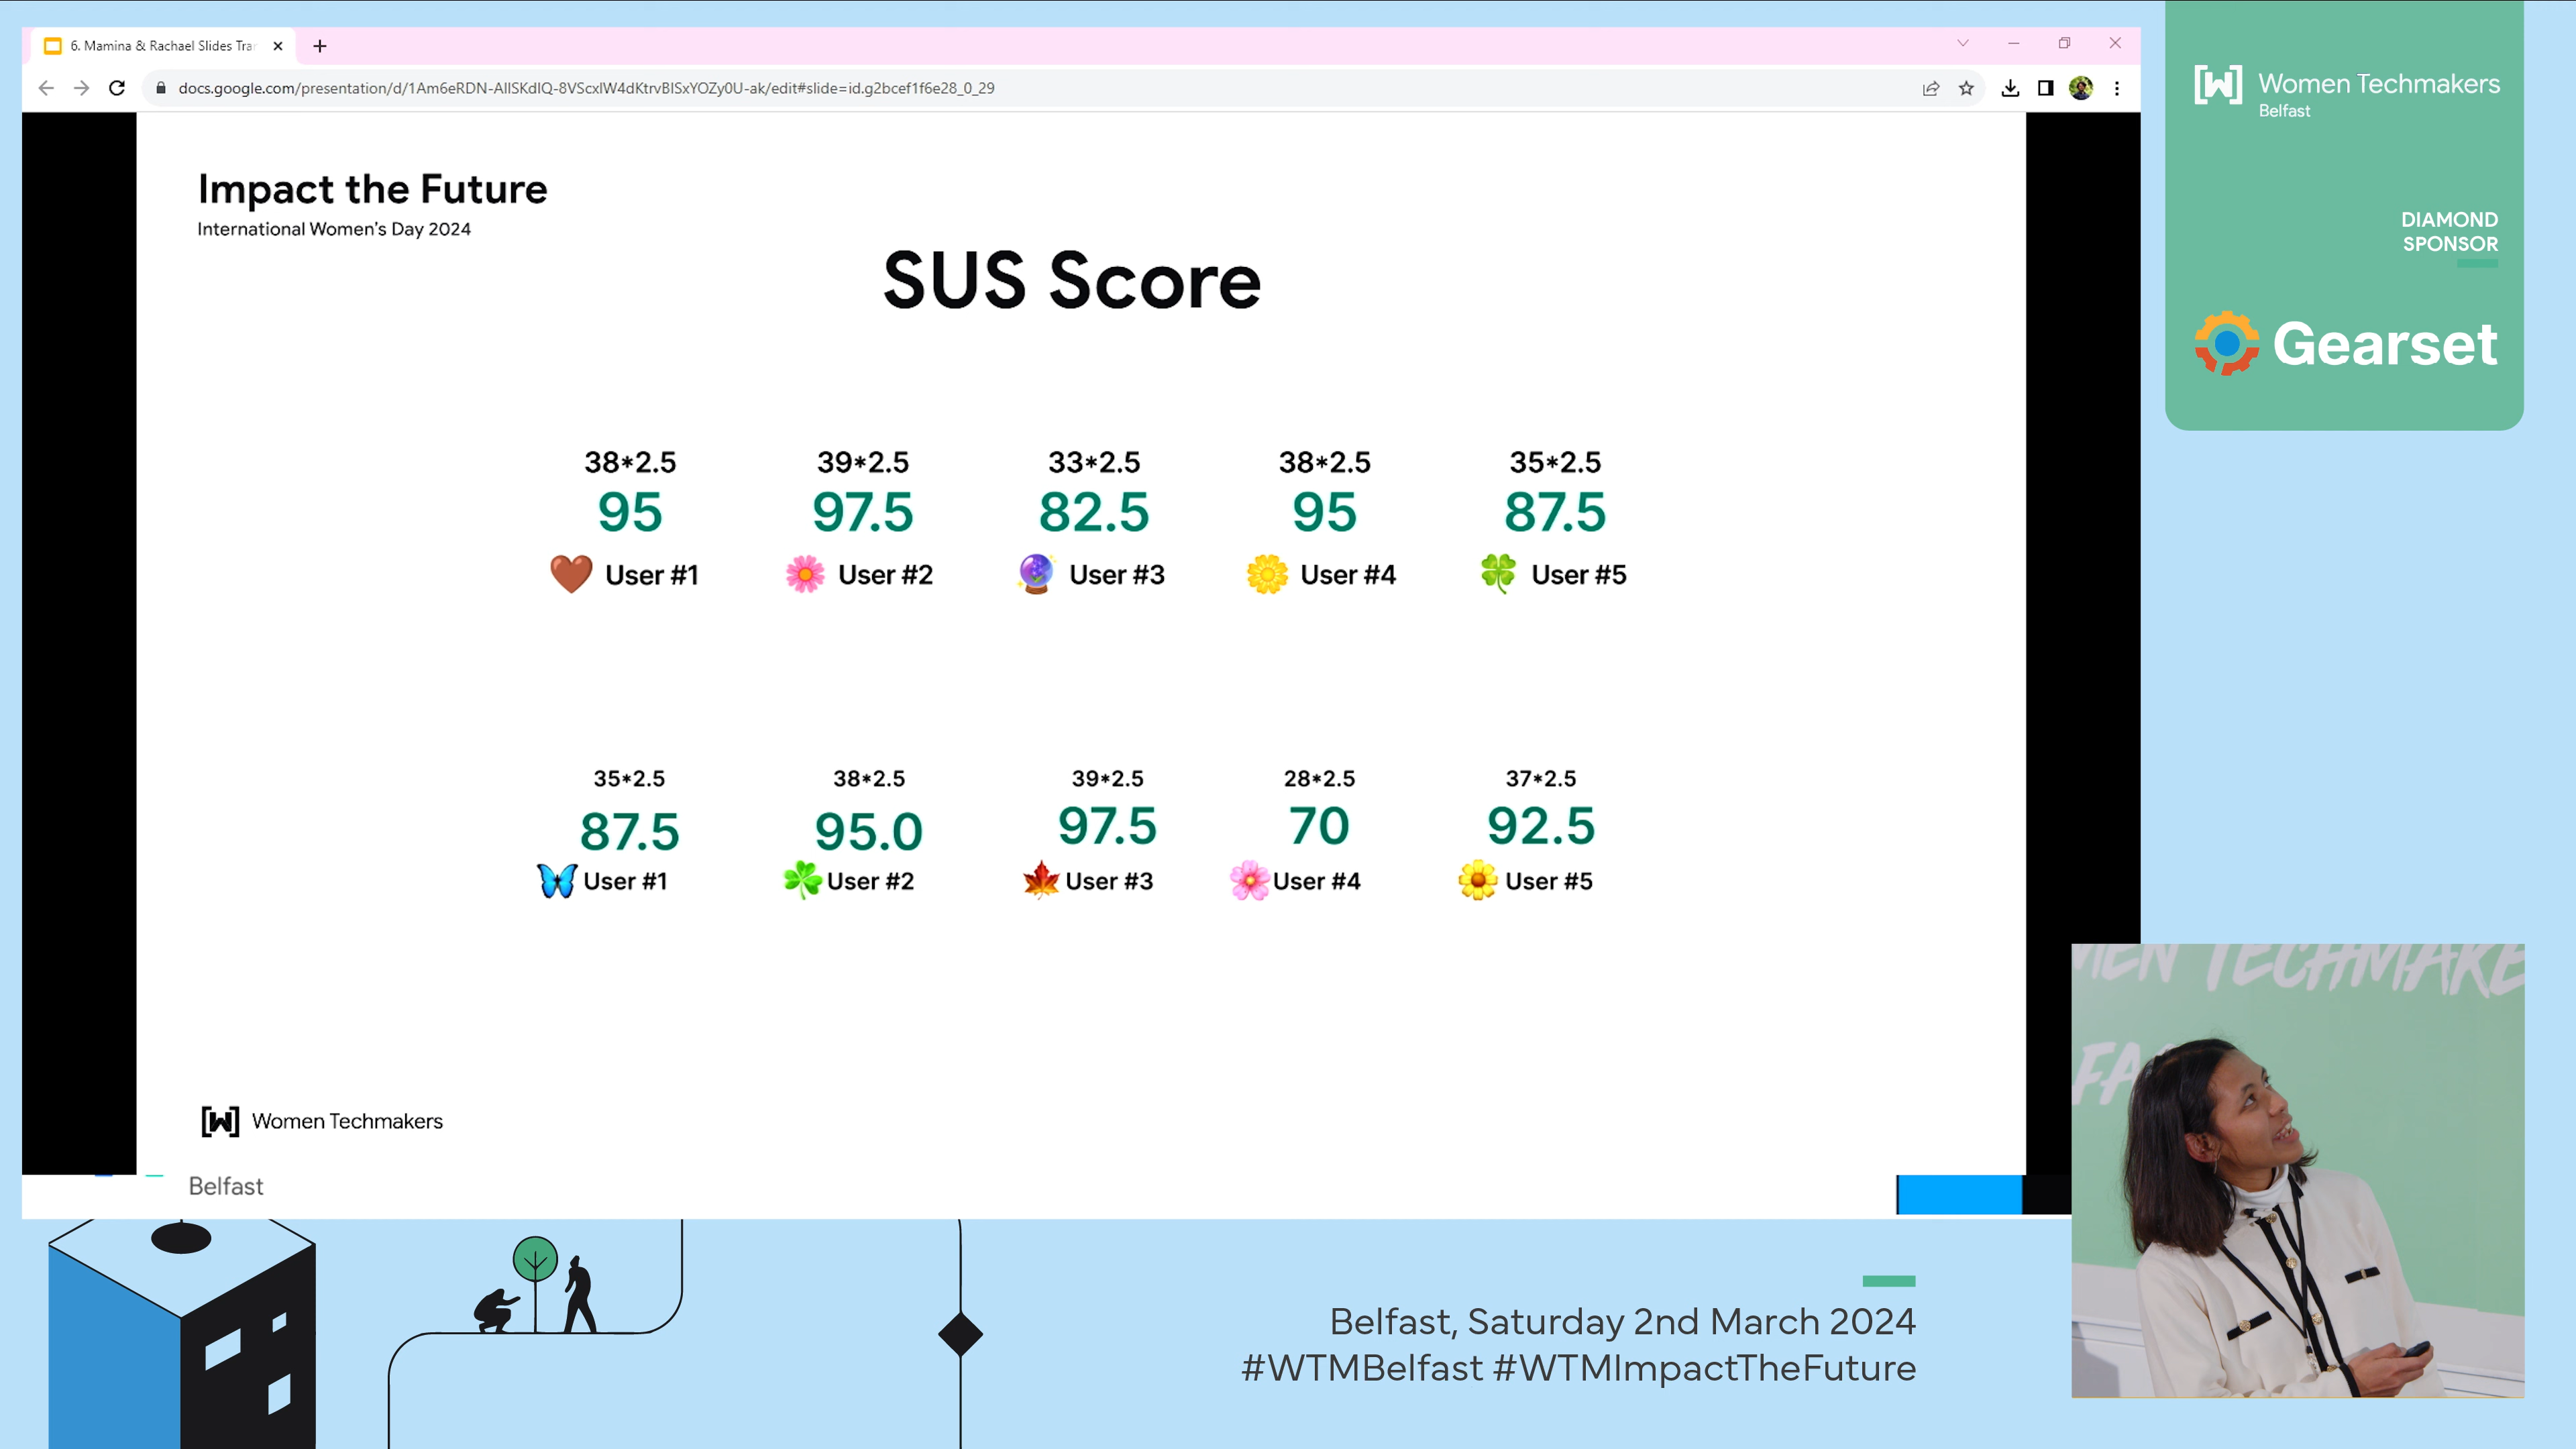 6. Mamina & Rachael Slides Tra
docs.google.com/presentation/d/1Am6eRDN-AlISKdIQ-8VScxIW4dKtrvBISxYOZy0U-ak/edit#slide=id.g2bcef1f6e28_0_29
Women Techmakers
Belfast
DIAMOND
SPONSOR
Gearset
Impact the Future
International Women's Day 2024
SUS Score
38*2.5 39*2.5 33*2.5 38*2.5 35*2.5
95 97.5 82.5 95 87.5
User #1 User #2 User #3 User #4 User #5
35*2.5 38*2.5 39*2.5 28*2.5 37*2.5
87.5 95.0 97.5 70 92.5
User #1 User #2 User #3 User #4 User #5
Women Techmakers
Belfast
MEN TECHMAKE
FA
Belfast, Saturday 2nd March 2024
#WTMBelfast #WTMImpactTheFuture